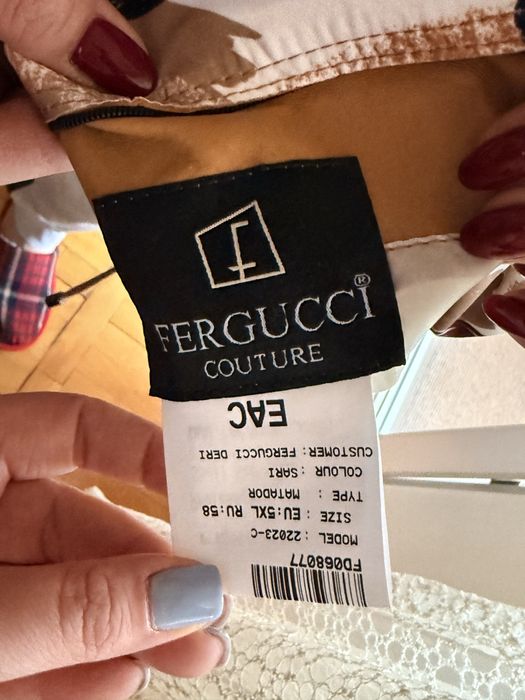 FERGUCCI®
COUTURE
FD068077
MODEL : 22023-C
SIZE : EU:5XL RU:58
TYPE : MATADOR
COLOUR : SARI
CUSTOMER: FERGUCCI DERI
EAC